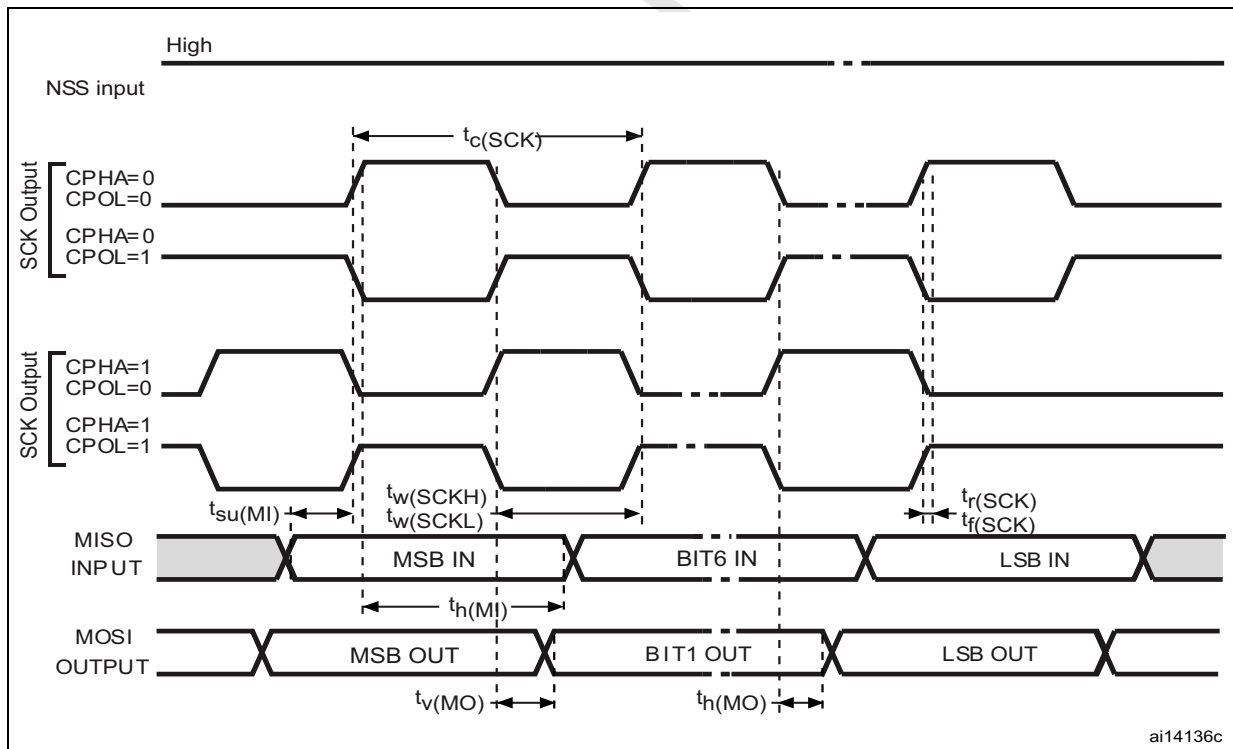 High
NSS input
tc(SCK)
SCK Output
CPHA=0
CPOL=0
CPHA=0
CPOL=1
SCK Output
CPHA=1
CPOL=0
CPHA=1
CPOL=1
tsu(MI)
tw(SCKH)
tw(SCKL)
tr(SCK)
tf(SCK)
MISO
INPUT
MSB IN
BIT6 IN
LSB IN
th(MI)
MOSI
OUTPUT
MSB OUT
BIT1 OUT
LSB OUT
tv(MO)
th(MO)
ai14136c